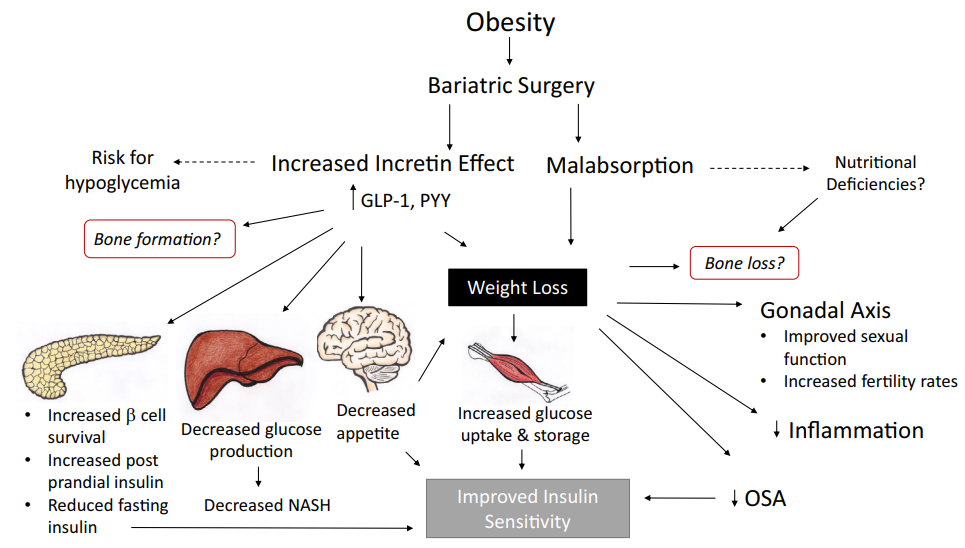 Obesity
Bariatric Surgery
Risk for
hypoglycemia
Increased Incretin Effect
Malabsorption
Nutritional
Deficiencies?
GLP-1, PYY
Bone formation?
Bone loss?
Weight Loss
Gonadal Axis
• Improved sexual
function
• Increased fertility rates
• Increased β cell
survival
• Increased post
prandial insulin
• Reduced fasting
insulin
Decreased glucose
production
Decreased NASH
Decreased
appetite
Increased glucose
uptake & storage
Inflammation
Improved Insulin
Sensitivity
OSA